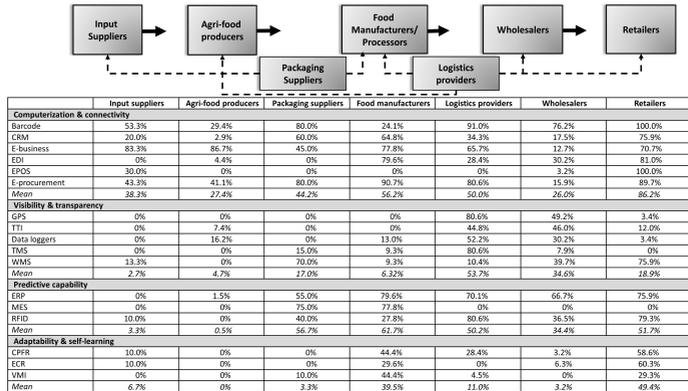 Input Suppliers
Agri-food producers
Food Manufacturers/ Processors
Wholesalers
Retailers
Packaging Suppliers
Logistics providers
Input suppliers Agri-food producers Packaging suppliers Food manufacturers Logistics providers Wholesalers Retailers
Computerization & connectivity
Barcode 53.3% 29.4% 80.0% 24.1% 91.0% 76.2% 100.0%
CRM 20.0% 2.9% 60.0% 64.8% 34.3% 17.5% 75.9%
E-business 83.3% 86.7% 45.0% 77.8% 65.7% 12.7% 70.7%
EDI 0% 4.4% 0% 79.6% 28.4% 30.2% 81.0%
EPOS 30.0% 0% 0% 0% 0% 3.2% 100.0%
E-procurement 43.3% 41.1% 80.0% 90.7% 80.6% 15.9% 89.7%
Mean 38.3% 27.4% 44.2% 56.2% 50.0% 26.0% 86.2%
Visibility & transparency
GPS 0% 0% 0% 0% 80.6% 49.2% 3.4%
TTI 0% 7.4% 0% 0% 44.8% 46.0% 12.0%
Data loggers 0% 16.2% 0% 13.0% 52.2% 30.2% 3.4%
TMS 0% 0% 15.0% 9.3% 80.6% 7.9% 0%
WMS 13.3% 0% 70.0% 9.3% 10.4% 39.7% 75.9%
Mean 2.7% 4.7% 17.0% 6.32% 53.7% 34.6% 18.9%
Predictive capability
ERP 0% 1.5% 55.0% 79.6% 70.1% 66.7% 75.9%
MES 0% 0% 75.0% 77.8% 0% 0% 0%
RFID 10.0% 0% 40.0% 27.8% 80.6% 36.5% 79.3%
Mean 3.3% 0.5% 56.7% 61.7% 50.2% 34.4% 51.7%
Adaptability & self-learning
CPFR 10.0% 0% 0% 44.4% 28.4% 3.2% 58.6%
ECR 10.0% 0% 0% 29.6% 0% 6.3% 60.3%
VMI 0% 0% 10.0% 44.4% 4.5% 0% 29.3%
Mean 6.7% 0% 3.3% 39.5% 11.0% 3.2% 49.4%